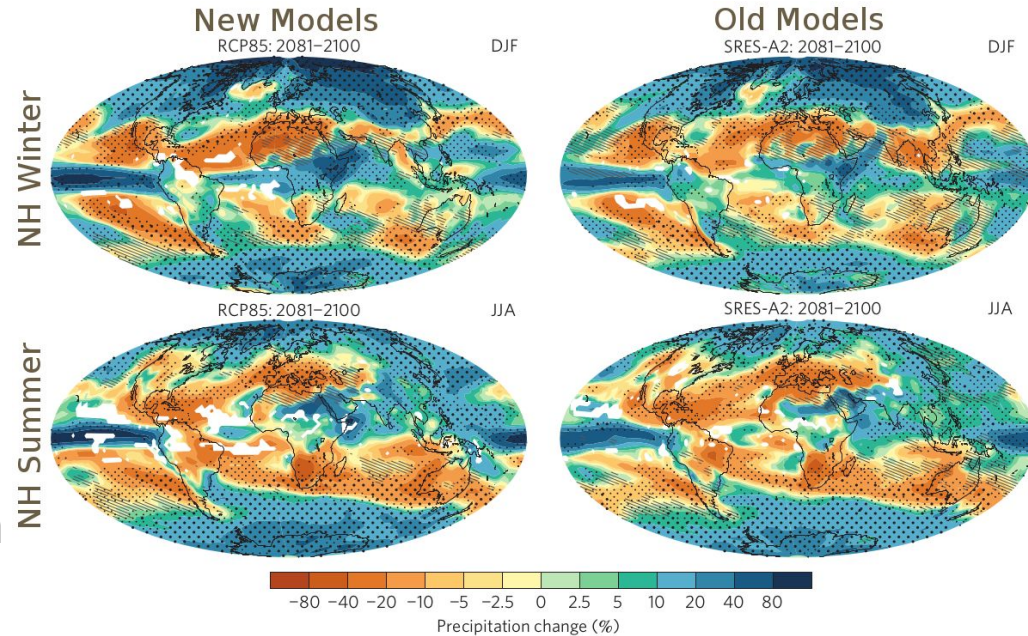 New Models
Old Models
RCP85: 2081–2100 DJF
SRES-A2: 2081–2100 DJF
NH Winter
RCP85: 2081–2100 JJA
SRES-A2: 2081–2100 JJA
NH Summer
−80 −40 −20 −10 −5 −2.5 0 2.5 5 10 20 40 80
Precipitation change (%)